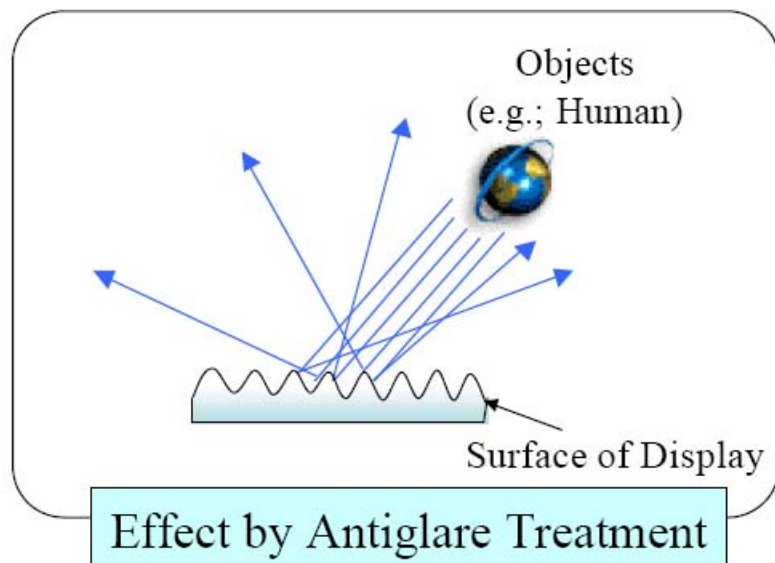 Objects
(e.g.; Human)
Surface of Display
Effect by Antiglare Treatment